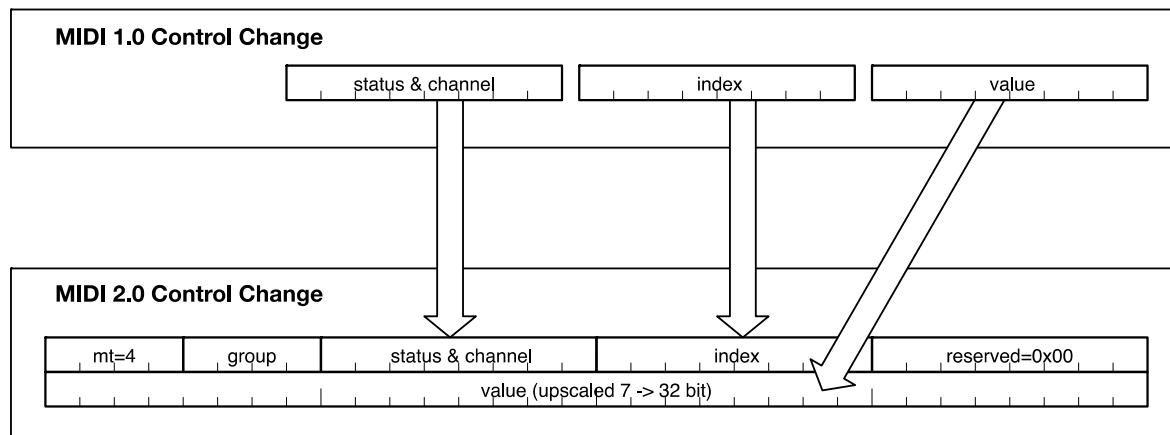 MIDI 1.0 Control Change
status & channel index value
MIDI 2.0 Control Change
mt=4 group status & channel index reserved=0x00
value (upscaled 7 -> 32 bit)